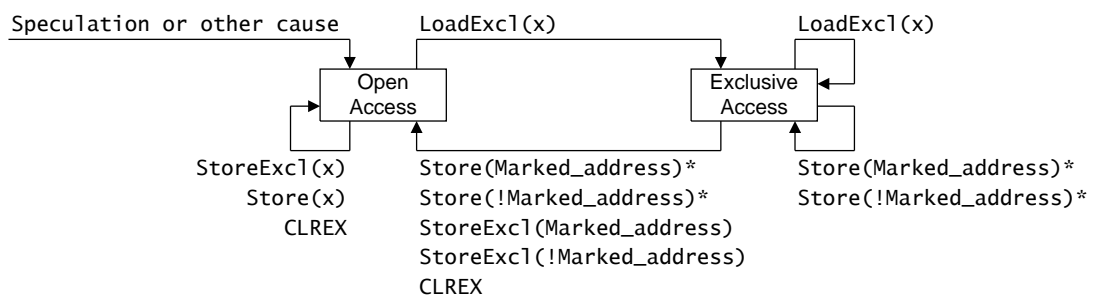 Speculation or other cause
LoadExcl(x)
LoadExcl(x)
Open
Access
Exclusive
Access
StoreExcl(x)
Store(x)
CLREX
Store(Marked_address)*
Store(!Marked_address)*
StoreExcl(Marked_address)
StoreExcl(!Marked_address)
CLREX
Store(Marked_address)*
Store(!Marked_address)*